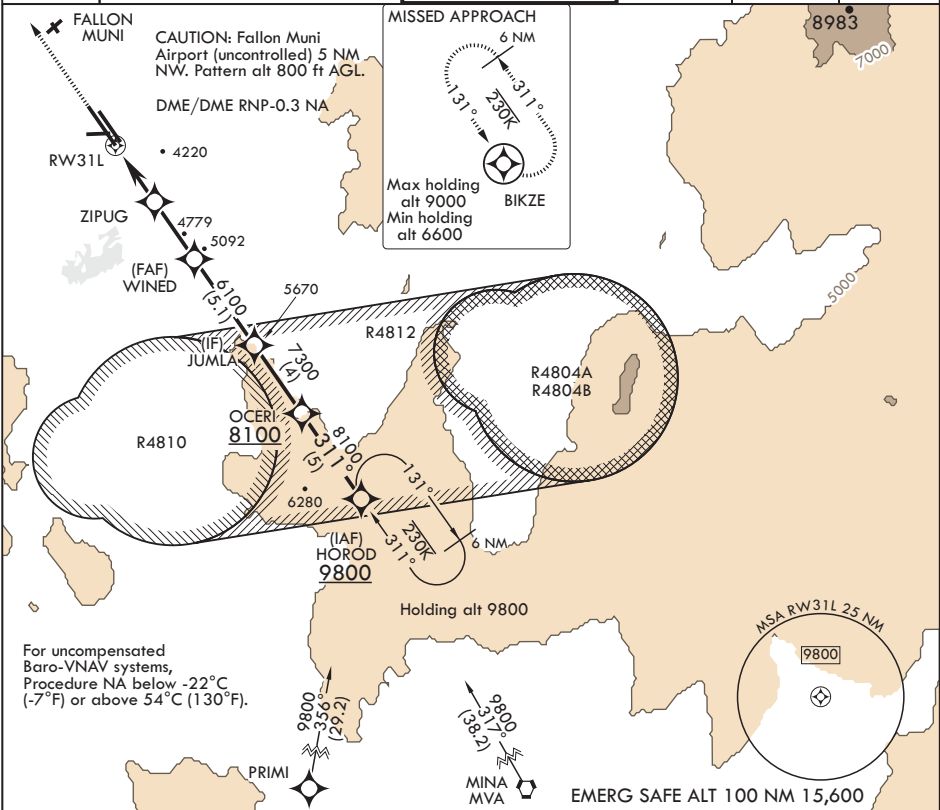 FALLON
MUNI
CAUTION: Fallon Muni
Airport (uncontrolled) 5 NM
NW. Pattern alt 800 ft AGL.
DME/DME RNP-0.3 NA
MISSED APPROACH
6 NM
311°
230K
131°
BIKZE
Max holding
alt 9000
Min holding
alt 6600
8983
7000
RW31L
4220
ZIPUG
4779
5092
(FAF)
WINED
6100
(5.1)
5670
5000
R4812
(IF)
JUMLA
7300
(4)
R4804A
R4804B
OCERI
8100
R4810
8100
311°
(5)
131°
6280
6 NM
230K
311°
(IAF)
HOROD
9800
Holding alt 9800
MSA RW31L 25 NM
9800
For uncompensated
Baro-VNAV systems,
Procedure NA below -22°C
(-7°F) or above 54°C (130°F).
9800
356°
(29.2)
9800
317°
(38.2)
PRIMI
MINA
MVA
EMERG SAFE ALT 100 NM 15,600